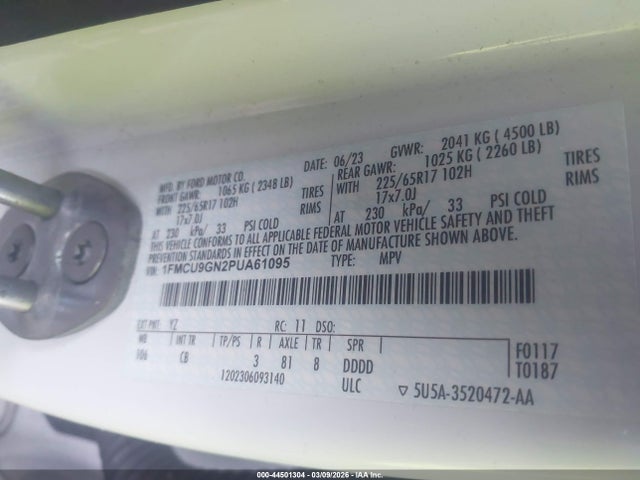 MFD. BY FORD MOTOR CO.
DATE: 06/23 GVWR: 2041 KG ( 4500 LB)
FRONT GAWR: 1065 KG ( 2348 LB) REAR GAWR: 1025 KG ( 2260 LB)
WITH 225/65R17 102H TIRES WITH 225/65R17 102H TIRES
17x7.0J RIMS 17x7.0J RIMS
AT 230 kPa/ 33 PSI COLD AT 230 kPa/ 33 PSI COLD
THIS VEHICLE CONFORMS TO ALL APPLICABLE FEDERAL MOTOR VEHICLE SAFETY AND THEFT
PREVENTION STANDARDS IN EFFECT ON THE DATE OF MANUFACTURE SHOWN ABOVE.
VIN: 1FMCU9GN2PUA61095 TYPE: MPV
EXT PNT: YZ RC: 11 DSO:
WB INT TR TP/PS R AXLE TR SPR F0117
106 CB 3 81 8 DDDD T0187
1202306093140 ULC 5U5A-3520472-AA
000-44501304 | 03/09/2026 - IAA Inc.